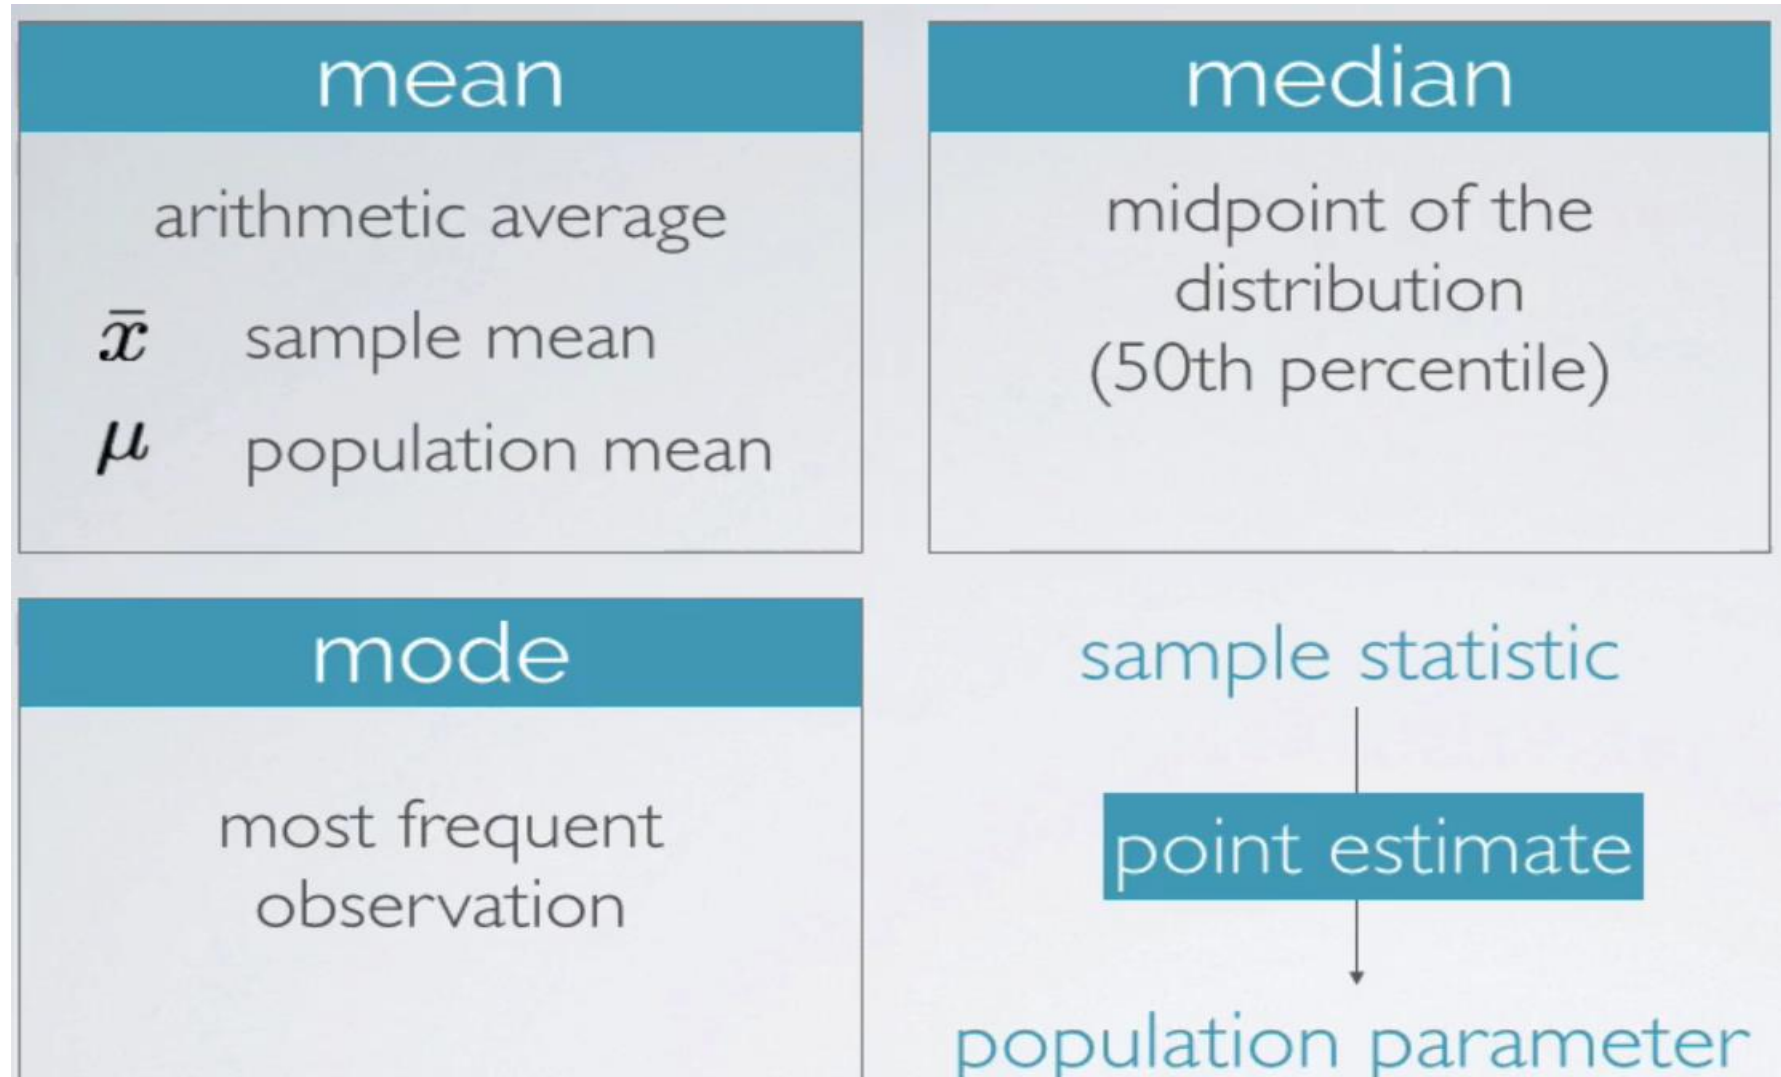 mean
arithmetic average
x̄ sample mean
μ population mean
median
midpoint of the
distribution
(50th percentile)
mode
most frequent
observation
sample statistic
point estimate
population parameter